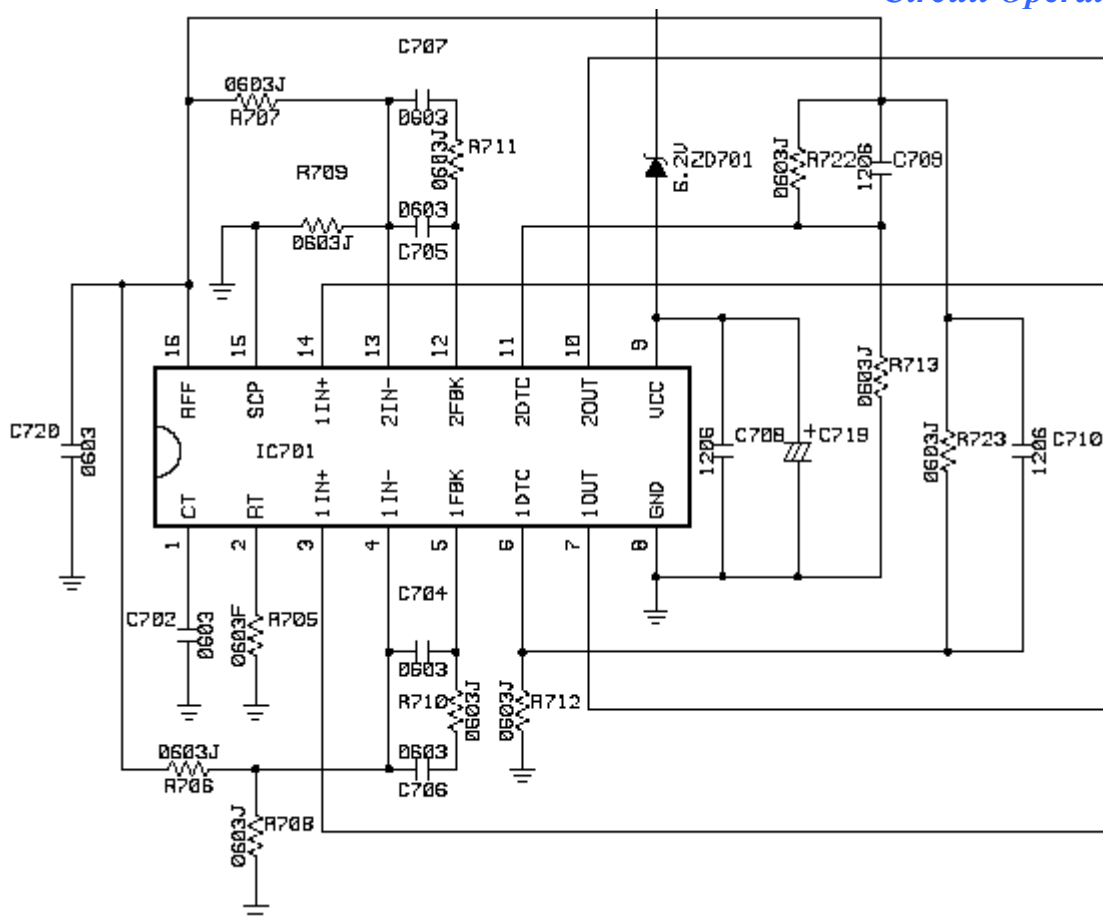 Circuit Operat
C707
0603J
R707
0603
0603J
R711
R709
0603J
0603
C705
6.2V
ZD701
0603J
R722
1206
C709
16
15
14
13
12
11
10
9
RFF
SCP
1IN+
2IN-
2FBK
2DTC
2OUT
VCC
C720
0603
IC701
1206
C708
+
C719
0603J
R713
0603J
R723
1206
C710
CT
RT
1IN+
1IN-
1FBK
1DTC
1OUT
GND
1
2
3
4
5
6
7
8
C702
0603
0603F
R705
C704
0603
R710
0603J
0603J
R712
0603J
R706
0603
C706
0603J
R708